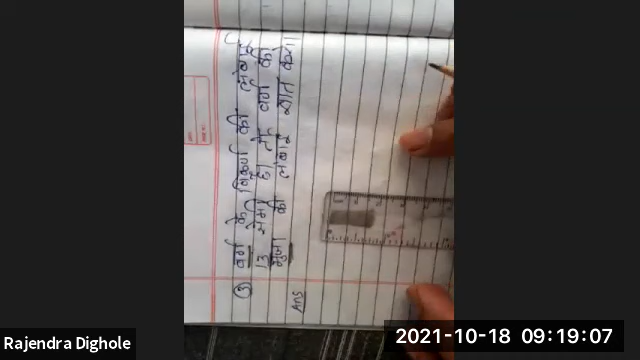 ③ वर्ग के विकर्ण की लंबाई
13 सेमी है। तो वर्ग की
भुजा की लंबाई ज्ञात करो।
Ans
Rajendra Dighole
2021-10-18 09:19:07